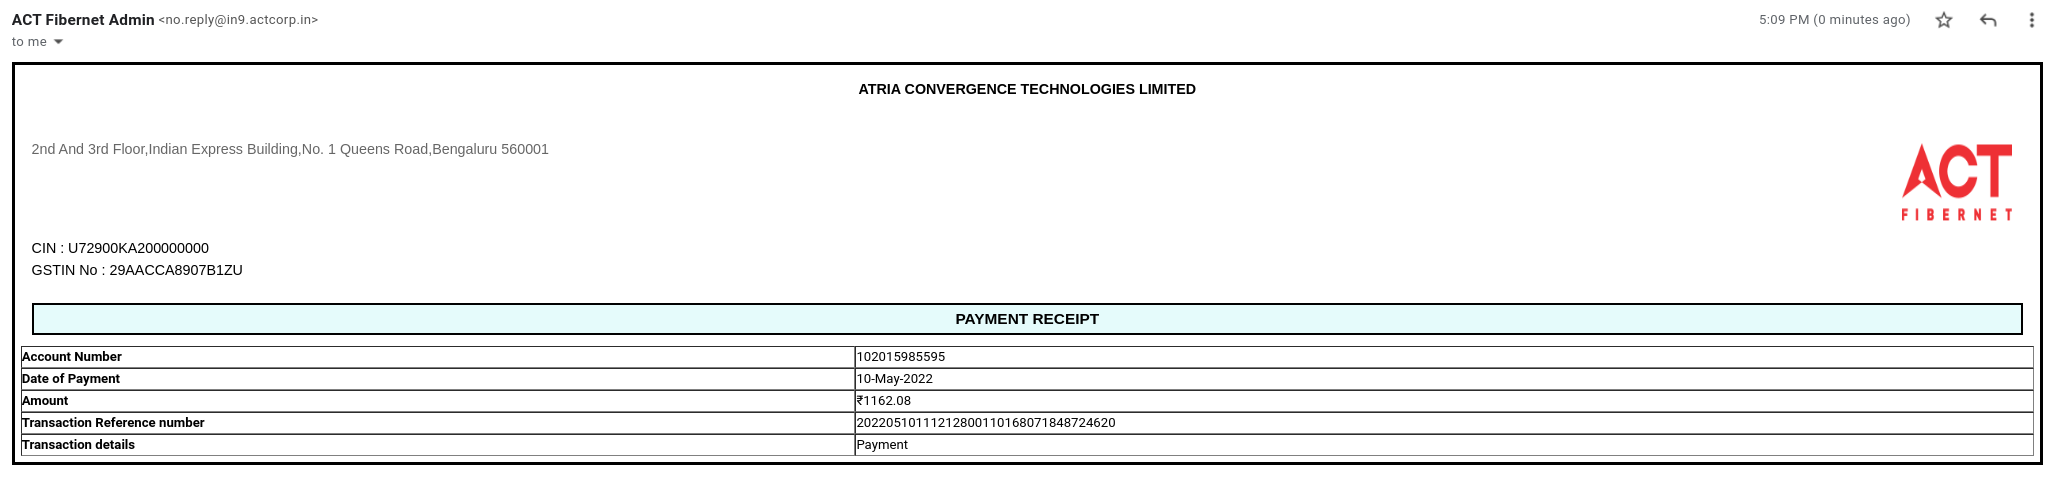 ACT Fibernet Admin <no.reply@in9.actcorp.in> 5:09 PM (0 minutes ago)
to me
ATRIA CONVERGENCE TECHNOLOGIES LIMITED
2nd And 3rd Floor,Indian Express Building,No. 1 Queens Road,Bengaluru 560001
ACT
FIBERNET
CIN : U72900KA200000000
GSTIN No : 29AACCA8907B1ZU
PAYMENT RECEIPT
Account Number 102015985595
Date of Payment 10-May-2022
Amount ₹1162.08
Transaction Reference number 20220510111212800110168071848724620
Transaction details Payment